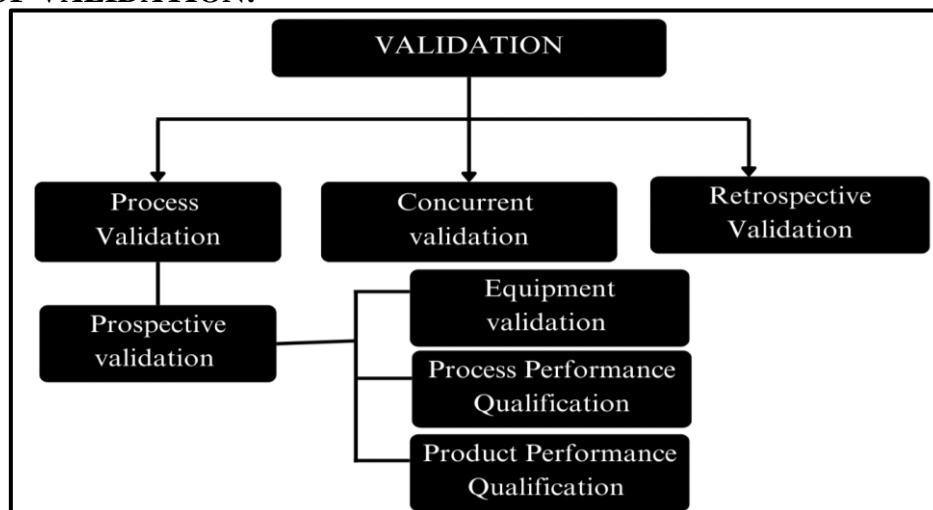 VALIDATION
Process
Validation
Concurrent
validation
Retrospective
Validation
Prospective
validation
Equipment
validation
Process Performance
Qualification
Product Performance
Qualification